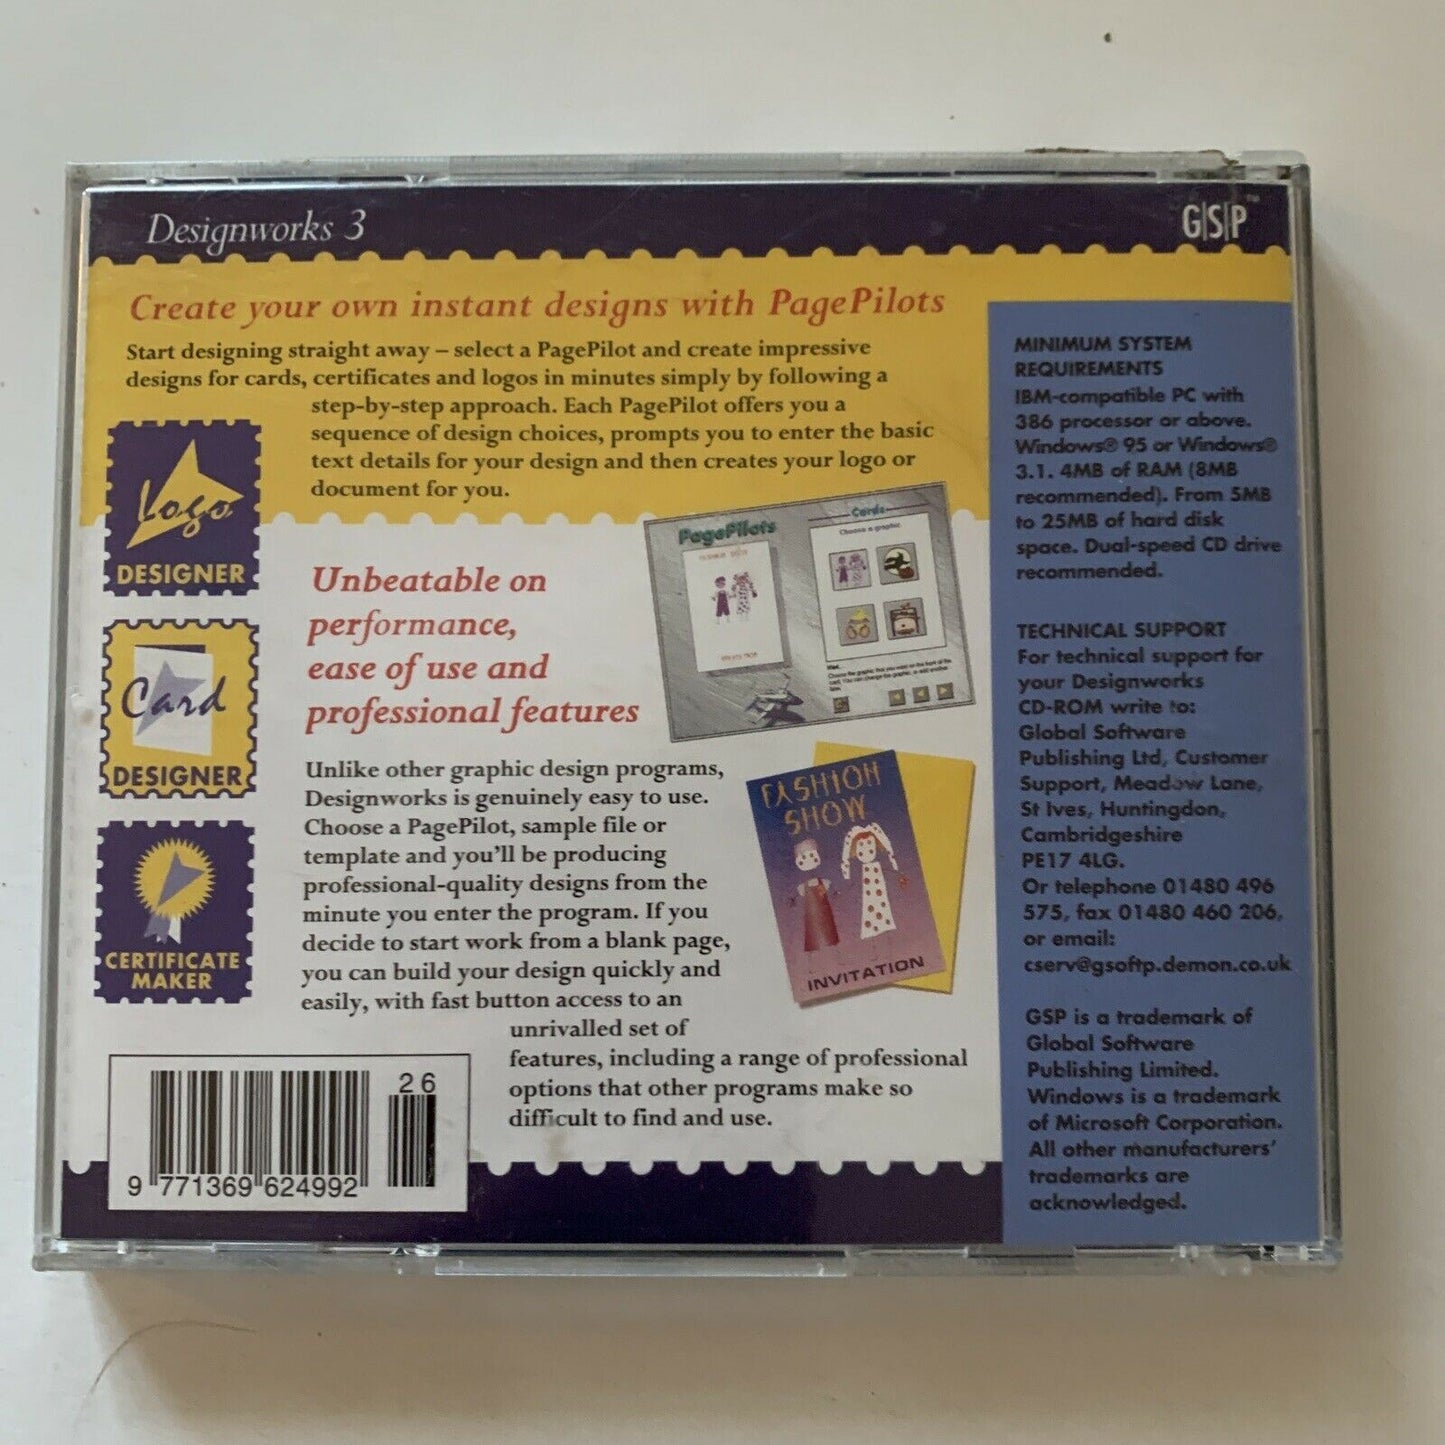 Designworks 3
G|S|P™
Create your own instant designs with PagePilots
Start designing straight away – select a PagePilot and create impressive
designs for cards, certificates and logos in minutes simply by following a
step-by-step approach. Each PagePilot offers you a
sequence of design choices, prompts you to enter the basic
text details for your design and then creates your logo or
document for you.
Logo
DESIGNER
Card
DESIGNER
CERTIFICATE
MAKER
Unbeatable on
performance,
ease of use and
professional features
PagePilots
Cards
Choose a graphic
FASHION
SHOW
INVITATION
Unlike other graphic design programs,
Designworks is genuinely easy to use.
Choose a PagePilot, sample file or
template and you'll be producing
professional-quality designs from the
minute you enter the program. If you
decide to start work from a blank page,
you can build your design quickly and
easily, with fast button access to an
unrivalled set of
features, including a range of professional
options that other programs make so
difficult to find and use.
26
9 771369 624992
MINIMUM SYSTEM
REQUIREMENTS
IBM-compatible PC with
386 processor or above.
Windows® 95 or Windows®
3.1. 4MB of RAM (8MB
recommended). From 5MB
to 25MB of hard disk
space. Dual-speed CD drive
recommended.
TECHNICAL SUPPORT
For technical support for
your Designworks
CD-ROM write to:
Global Software
Publishing Ltd, Customer
Support, Meadow Lane,
St Ives, Huntingdon,
Cambridgeshire
PE17 4LG.
Or telephone 01480 496
575, fax 01480 460 206,
or email:
cserv@gsoftp.demon.co.uk
GSP is a trademark of
Global Software
Publishing Limited.
Windows is a trademark
of Microsoft Corporation.
All other manufacturers'
trademarks are
acknowledged.